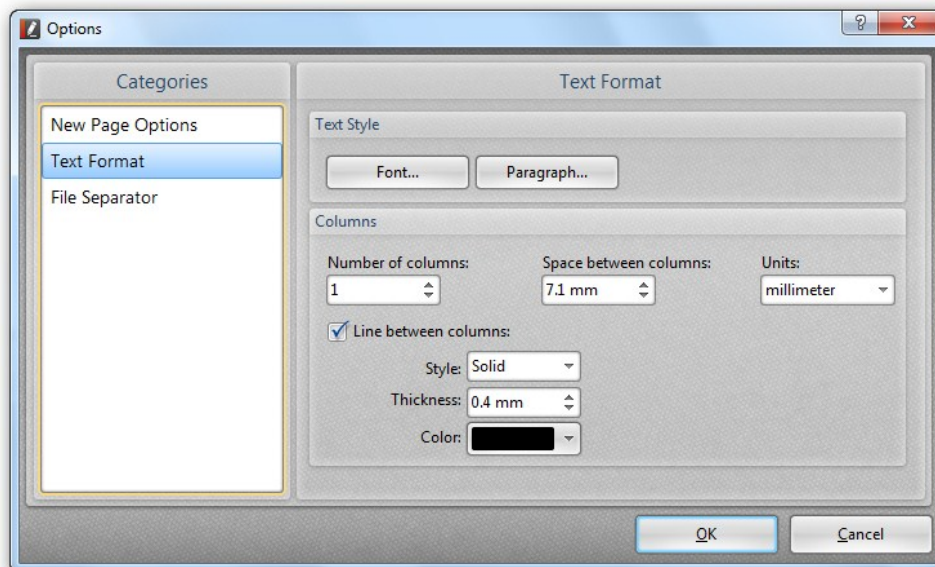 Options
Categories
New Page Options
Text Format
File Separator
Text Format
Text Style
Font...
Paragraph...
Columns
Number of columns: Space between columns: Units:
1 7.1 mm millimeter
Line between columns:
Style: Solid
Thickness: 0.4 mm
Color:
OK Cancel